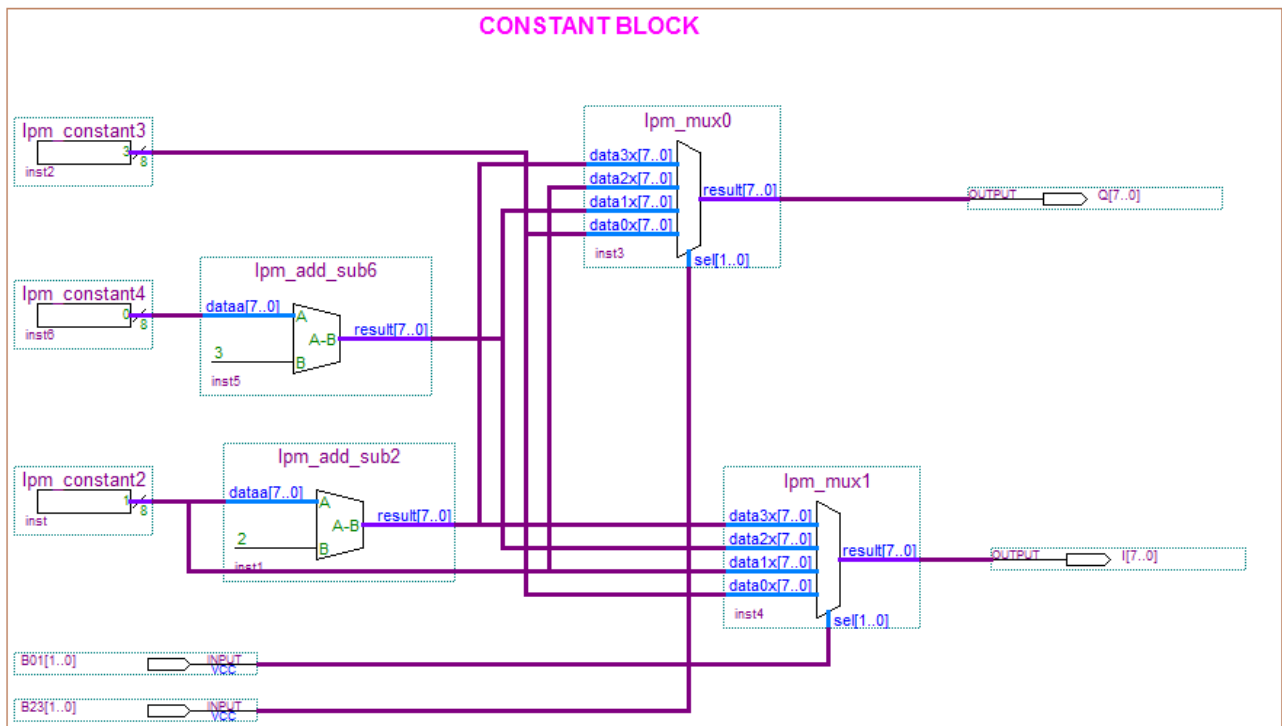 CONSTANT BLOCK
lpm_constant3
3
8
inst2
lpm_mux0
data3x[7..0]
data2x[7..0]
data1x[7..0]
data0x[7..0]
result[7..0]
sel[1..0]
inst3
OUTPUT
Q[7..0]
lpm_constant4
0
8
inst6
lpm_add_sub6
dataa[7..0]
A
A-B
B
3
result[7..0]
inst5
lpm_constant2
1
8
inst
lpm_add_sub2
dataa[7..0]
A
A-B
B
2
result[7..0]
inst1
lpm_mux1
data3x[7..0]
data2x[7..0]
data1x[7..0]
data0x[7..0]
result[7..0]
sel[1..0]
inst4
OUTPUT
I[7..0]
B01[1..0]
INPUT
VCC
B23[1..0]
INPUT
VCC